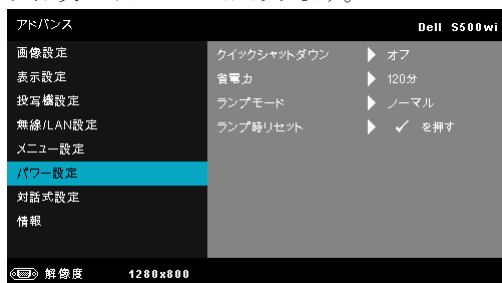 アドバンス Dell S500wi
画像設定 クイックシャットダウン オフ
表示設定 省電力 120分
投写機設定 ランプモード ノーマル
無線/LAN設定 ランプ時リセット ✓ を押す
メニュー設定
パワー設定
対話式設定
情報
解像度 1280x800